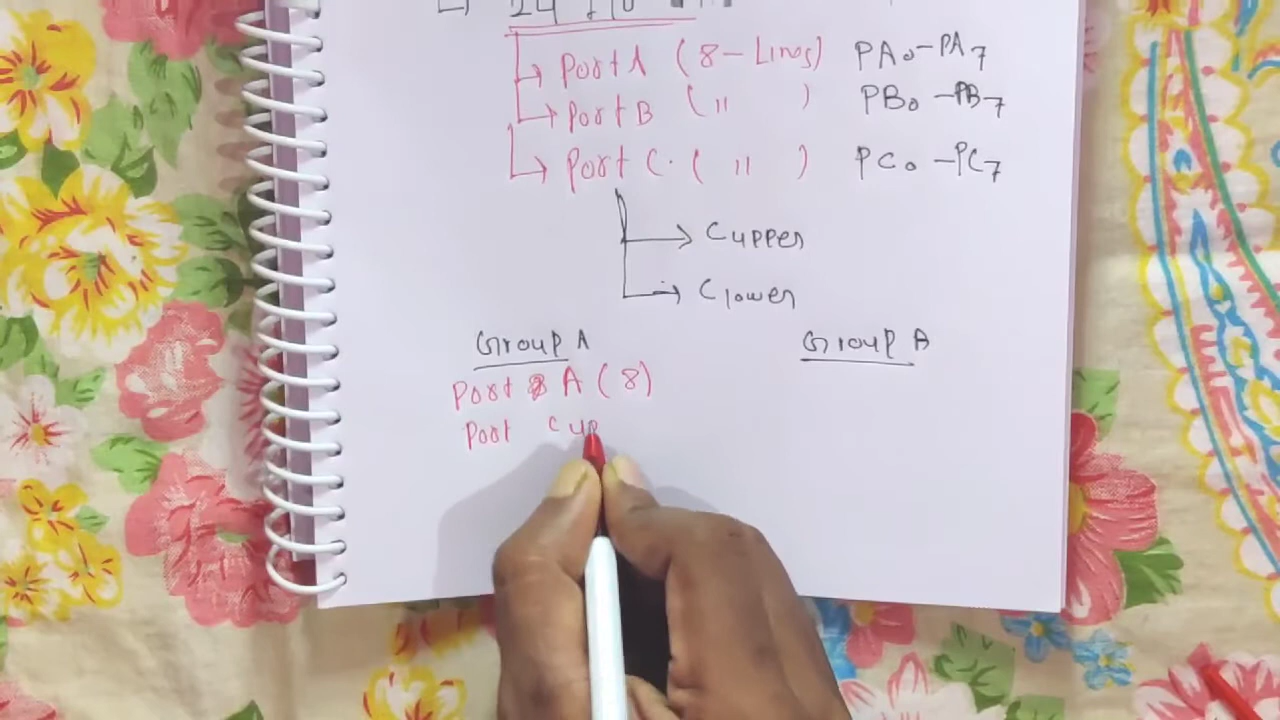 24 I/O
Port A (8-Lines) PA0-PA7
Port B (" ) PB0-PB7
Port C. (" ) PC0-PC7
Cupper
Clower
Group A Group A
Port A (8)
Port Cup